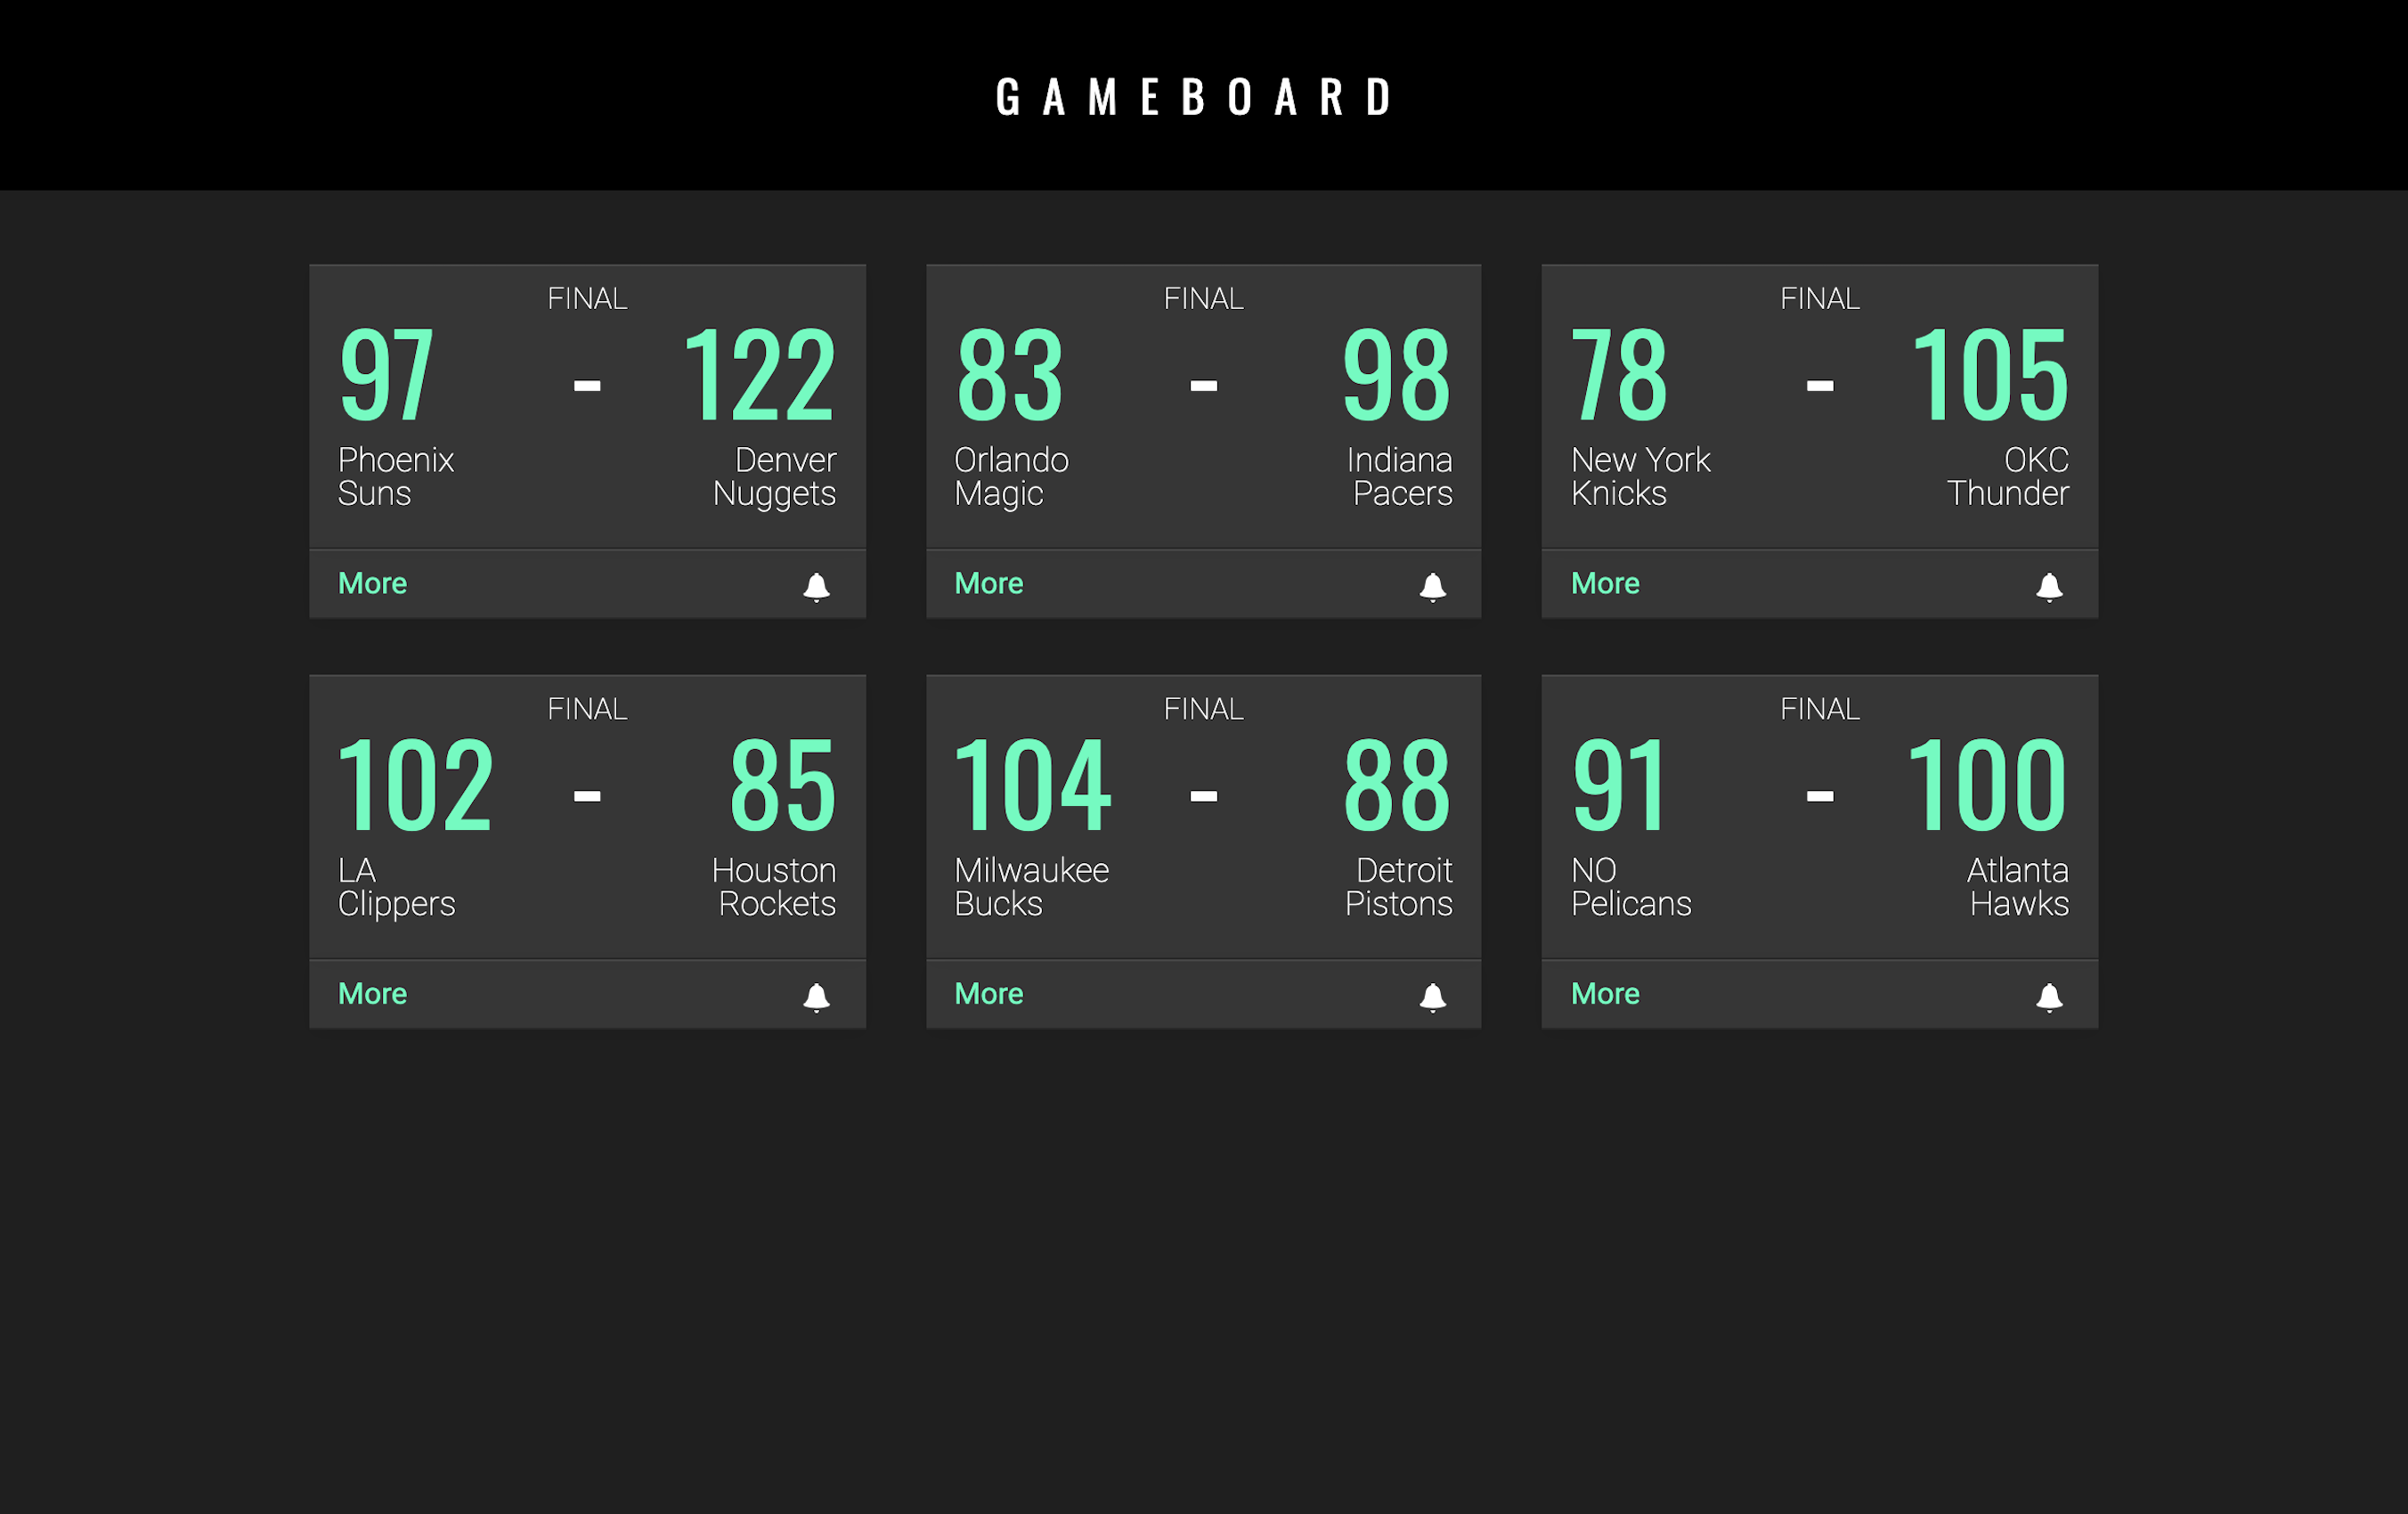 GAMEBOARD
FINAL
97 - 122
Phoenix Suns
Denver Nuggets
More
FINAL
83 - 98
Orlando Magic
Indiana Pacers
More
FINAL
78 - 105
New York Knicks
OKC Thunder
More
FINAL
102 - 85
LA Clippers
Houston Rockets
More
FINAL
104 - 88
Milwaukee Bucks
Detroit Pistons
More
FINAL
91 - 100
NO Pelicans
Atlanta Hawks
More